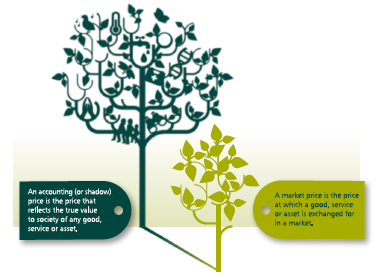 An accounting (or shadow)
price is the price that
reflects the true value
to society of any good,
service or asset.
A market price is the price
at which a good, service
or asset is exchanged for
in a market.